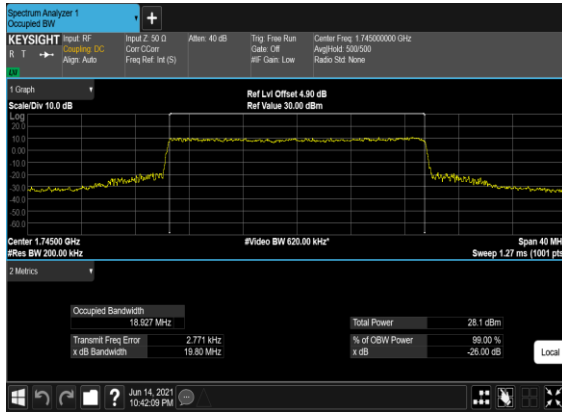 Spectrum Analyzer 1
Occupied BW
+
KEYSIGHT Input: RF Input Z: 50 Ω Atten: 40 dB Trig: Free Run Center Freq: 1.745000000 GHz
R T Coupling: DC Corr CCorr Gate: Off Avg|Hold: 500/500
Align: Auto Freq Ref: Int (S) #IF Gain: Low Radio Std: None
1 Graph
Ref Lvl Offset 4.90 dB
Scale/Div 10.0 dB Ref Value 30.00 dBm
Log
20.0
10.0
0.00
-10.0
-20.0
-30.0
-40.0
-50.0
-60.0
Center 1.74500 GHz #Video BW 620.00 kHz* Span 40 MH
#Res BW 200.00 kHz Sweep 1.27 ms (1001 pts
2 Metrics
Occupied Bandwidth
18.927 MHz Total Power 28.1 dBm
Transmit Freq Error 2.771 kHz % of OBW Power 99.00 %
x dB Bandwidth 19.80 MHz x dB -26.00 dB
Local
? Jun 14, 2021
10:42:09 PM